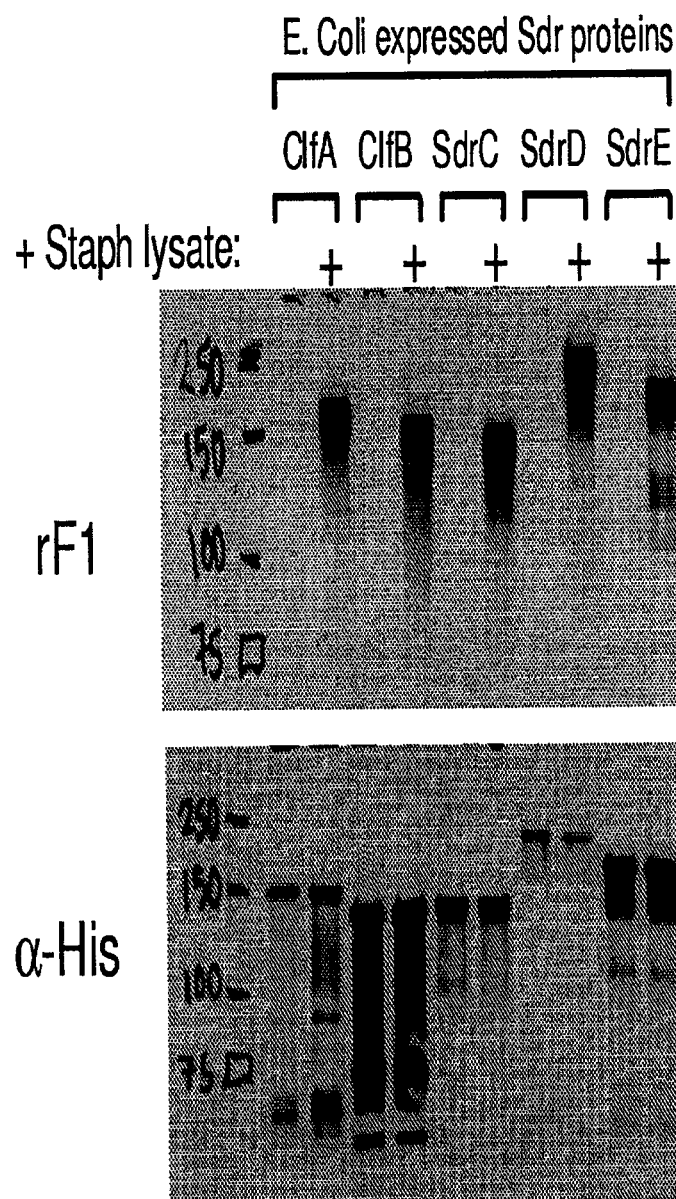 E. Coli expressed Sdr proteins
ClfA ClfB SdrC SdrD SdrE
+ Staph lysate: + + + + +
250
150
rF1
100
75
250
150
α-His
100
75